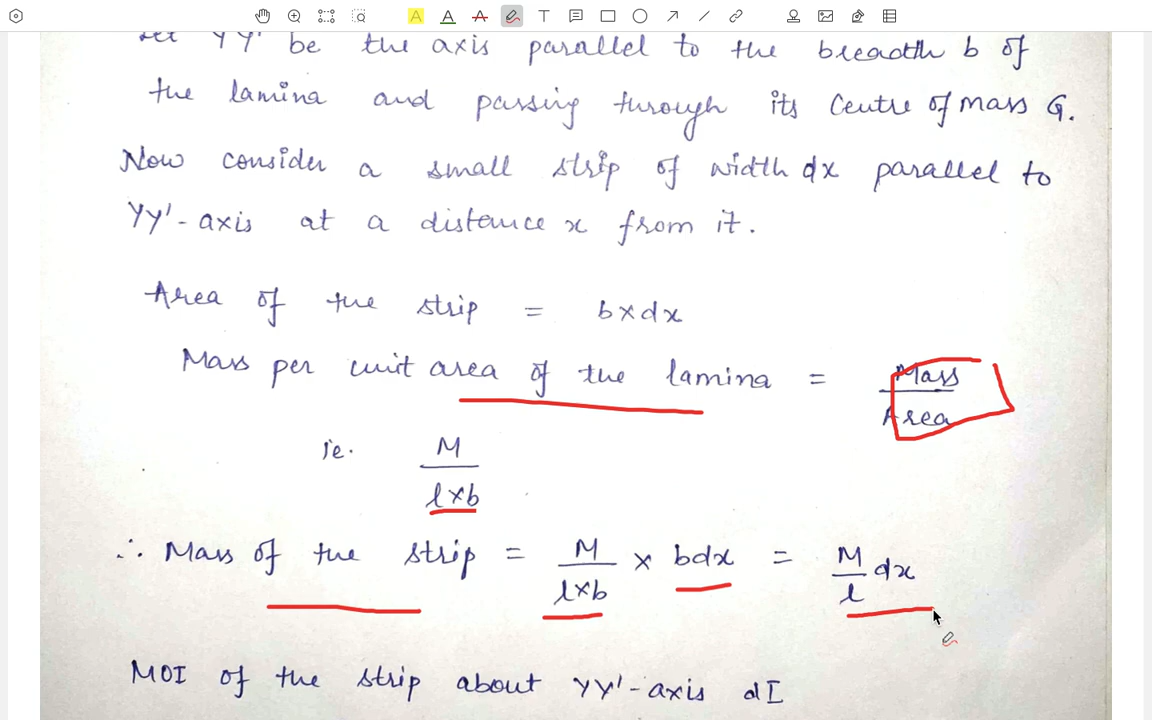 Let YY' be the axis parallel to the breadth b of
the lamina and passing through its Centre of mass G.
Now consider a small strip of width dx parallel to
YY'-axis at a distance x from it.
Area of the strip = b×dx
Mass per unit area of the lamina = Mass / Area
ie. M / l×b
∴ Mass of the strip = M / l×b × bdx = M / l dx
MOI of the strip about YY'-axis dI